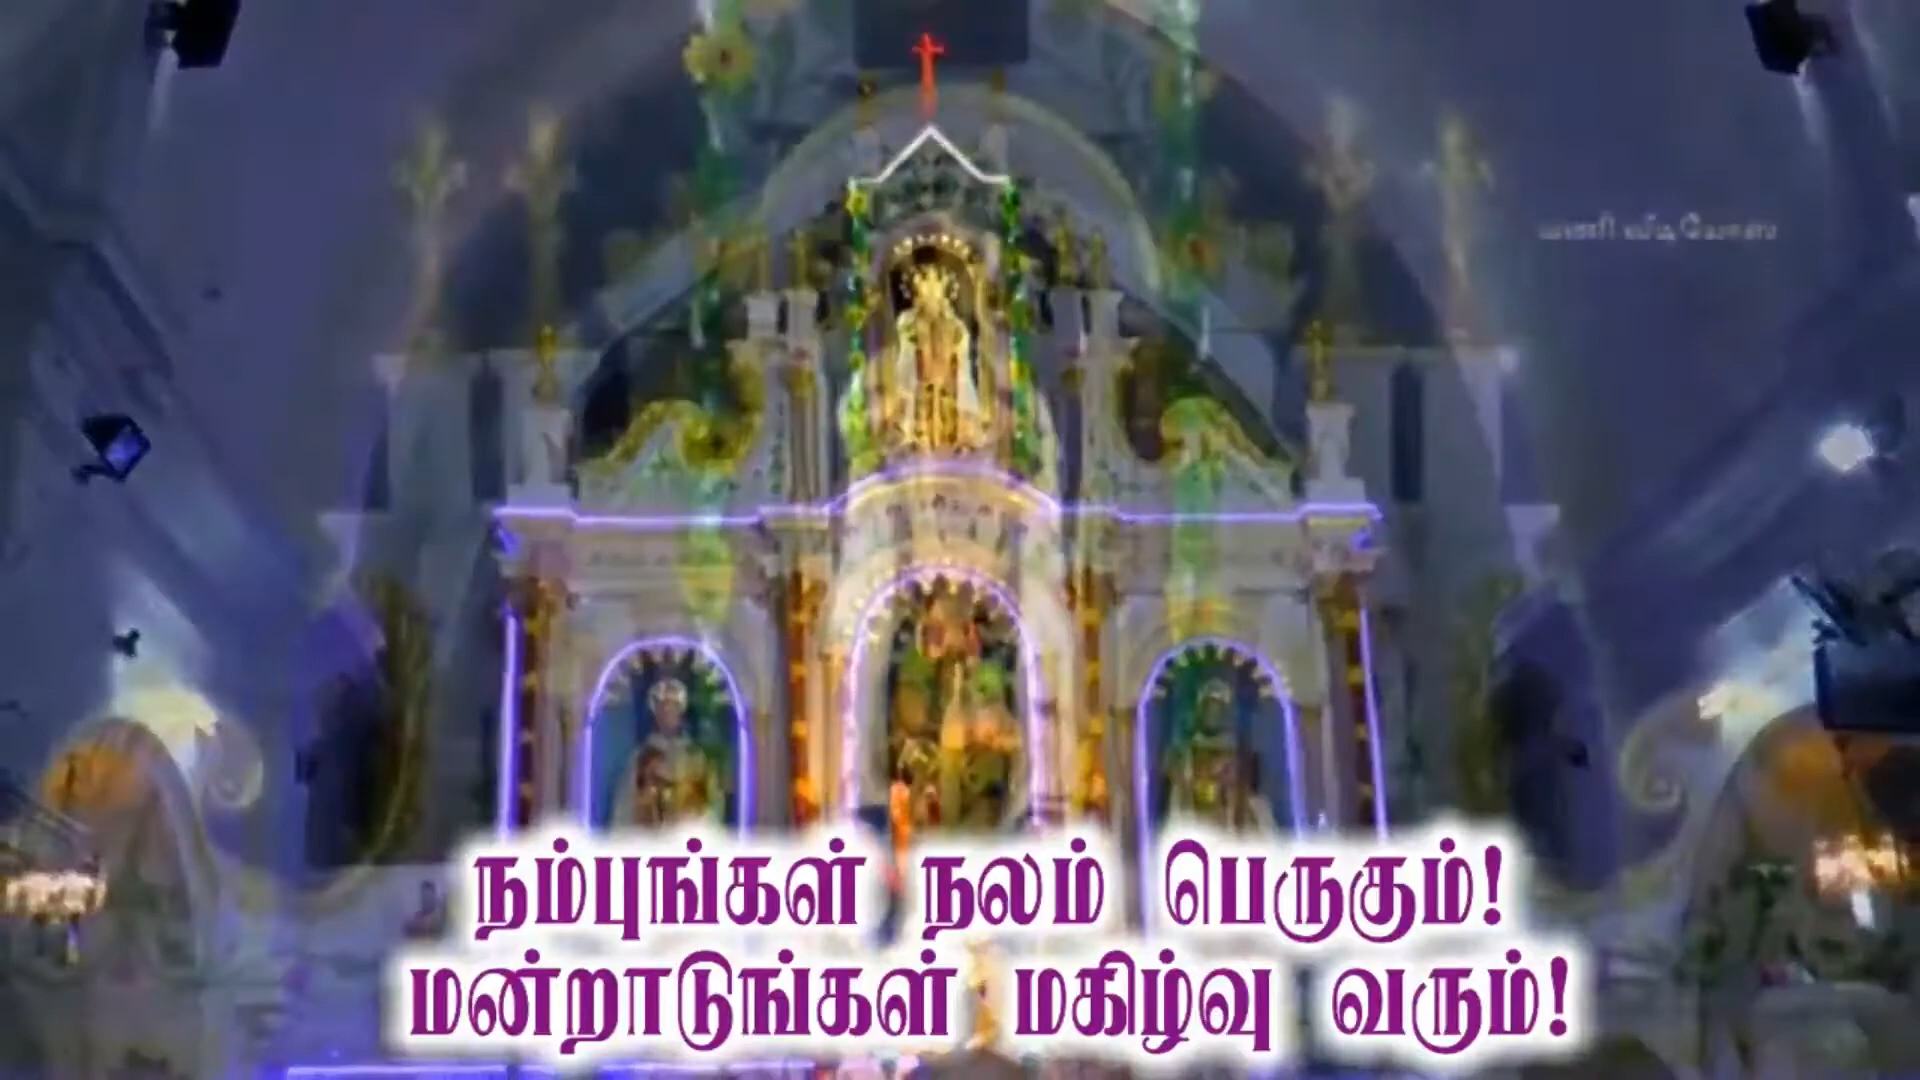 நம்புங்கள் நலம் பெருகும்!
மன்றாடுங்கள் மகிழ்வு வரும்!